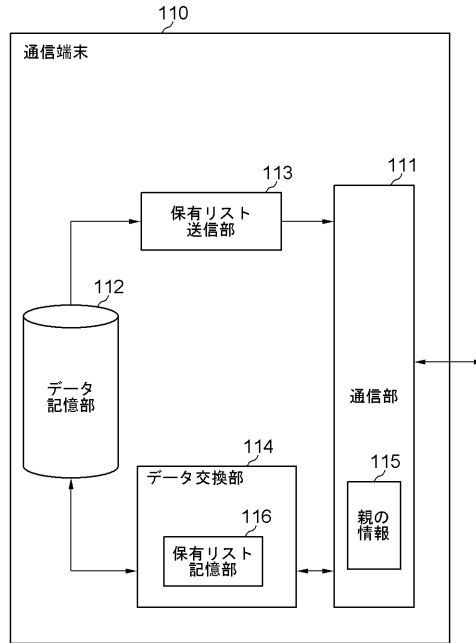 110
通信端末
111
113
保有リスト
送信部
112
データ
記憶部
通信部
114
データ交換部
115
親の
情報
116
保有リスト
記憶部